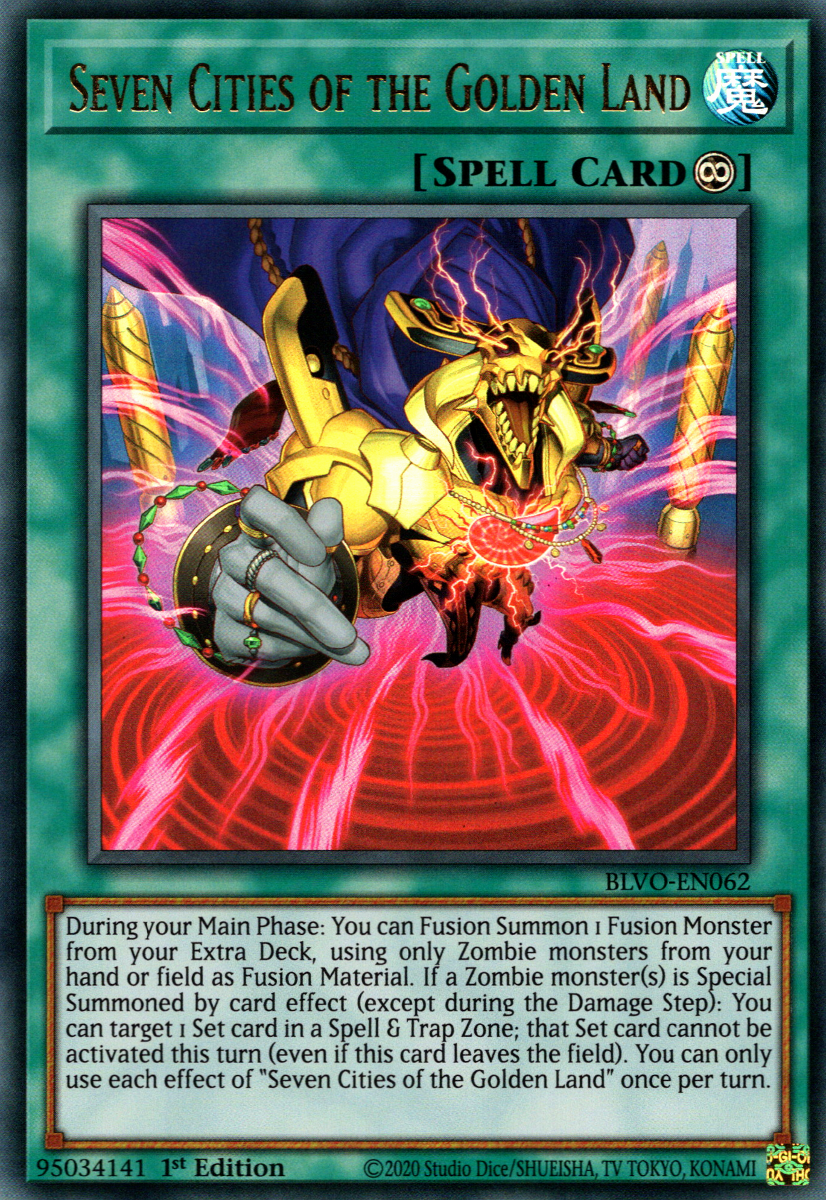 Seven Cities of the Golden Land
SPELL
魔
[Spell Card]
BLVO-EN062
During your Main Phase: You can Fusion Summon 1 Fusion Monster
from your Extra Deck, using only Zombie monsters from your
hand or field as Fusion Material. If a Zombie monster(s) is Special
Summoned by card effect (except during the Damage Step): You
can target 1 Set card in a Spell & Trap Zone; that Set card cannot be
activated this turn (even if this card leaves the field). You can only
use each effect of "Seven Cities of the Golden Land" once per turn.
95034141 1st Edition ©2020 Studio Dice/SHUEISHA, TV TOKYO, KONAMI